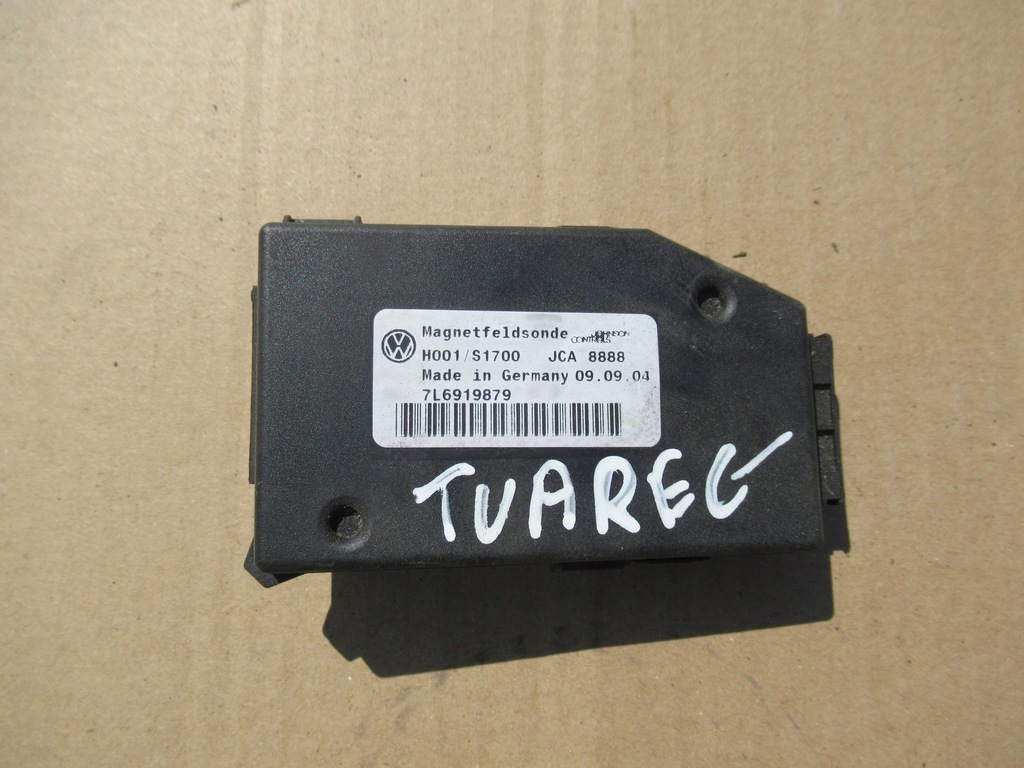 Magnetfeldsonde JOHNSON CONTROLS
H001/S1700 JCA 8888
Made in Germany 09.09.04
7L6919879
TUAREG